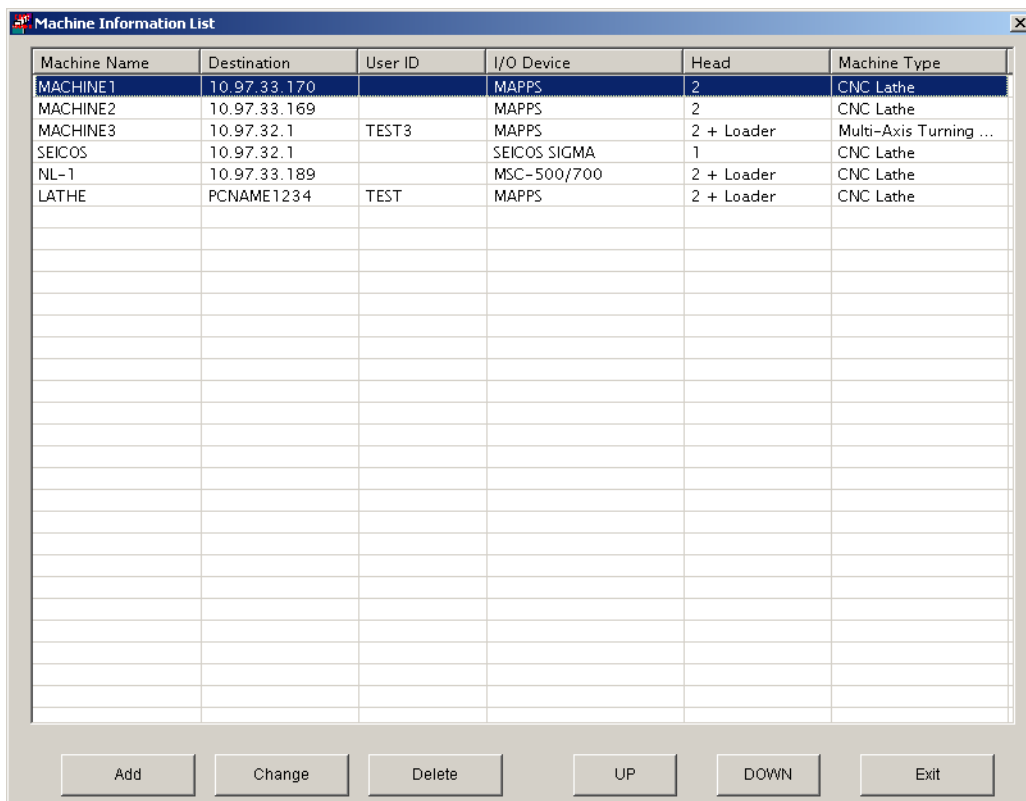 Machine Information List
Machine Name Destination User ID I/O Device Head Machine Type
MACHINE1 10.97.33.170 MAPPS 2 CNC Lathe
MACHINE2 10.97.33.169 MAPPS 2 CNC Lathe
MACHINE3 10.97.32.1 TEST3 MAPPS 2 + Loader Multi-Axis Turning ...
SEICOS 10.97.32.1 SEICOS SIGMA 1 CNC Lathe
NL-1 10.97.33.189 MSC-500/700 2 + Loader CNC Lathe
LATHE PCNAME1234 TEST MAPPS 2 + Loader CNC Lathe
Add Change Delete UP DOWN Exit